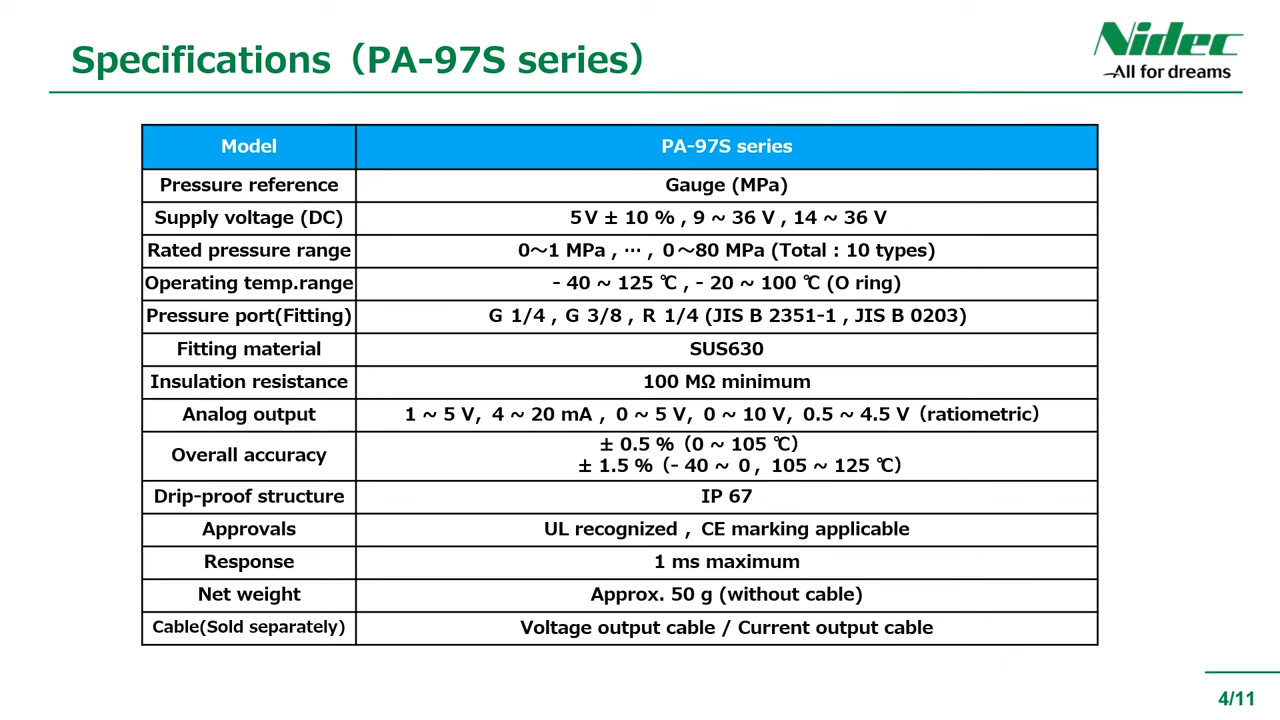 Specifications（PA-97S series）
Nidec
All for dreams
Model PA-97S series
Pressure reference Gauge (MPa)
Supply voltage (DC) 5V ± 10 % , 9 ~ 36 V , 14 ~ 36 V
Rated pressure range 0～1 MPa , ··· , 0～80 MPa (Total : 10 types)
Operating temp.range - 40 ~ 125 ℃ , - 20 ~ 100 ℃ (O ring)
Pressure port(Fitting) G 1/4 , G 3/8 , R 1/4 (JIS B 2351-1 , JIS B 0203)
Fitting material SUS630
Insulation resistance 100 MΩ minimum
Analog output 1 ~ 5 V, 4 ~ 20 mA , 0 ~ 5 V, 0 ~ 10 V, 0.5 ~ 4.5 V（ratiometric）
Overall accuracy ± 0.5 %（0 ~ 105 ℃）
± 1.5 %（- 40 ~ 0 , 105 ~ 125 ℃）
Drip-proof structure IP 67
Approvals UL recognized , CE marking applicable
Response 1 ms maximum
Net weight Approx. 50 g (without cable)
Cable(Sold separately) Voltage output cable / Current output cable
4/11